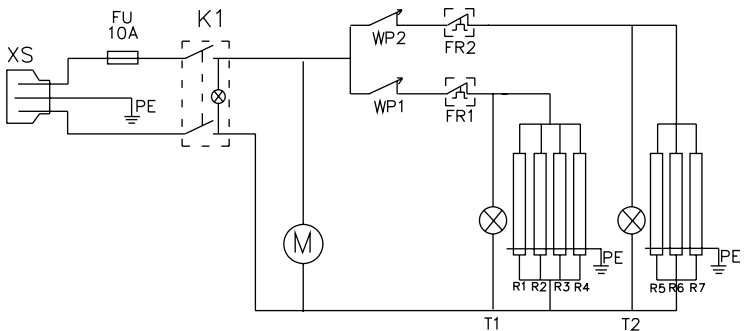 FU
10A
K1
XS
PE
WP2
FR2
WP1
FR1
M
PE
PE
R1 R2 R3 R4
R5 R6 R7
T1
T2